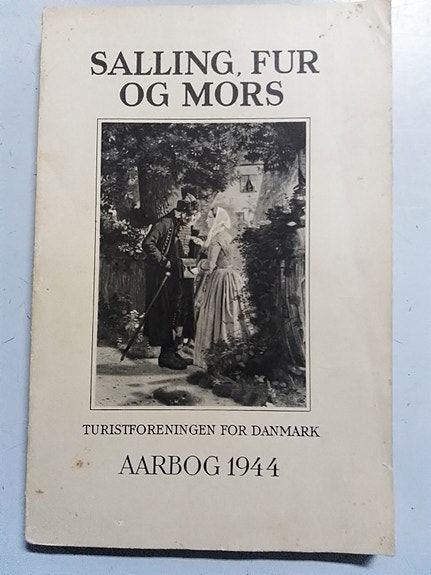 SALLING, FUR
OG MORS
TURISTFORENINGEN FOR DANMARK
AARBOG 1944